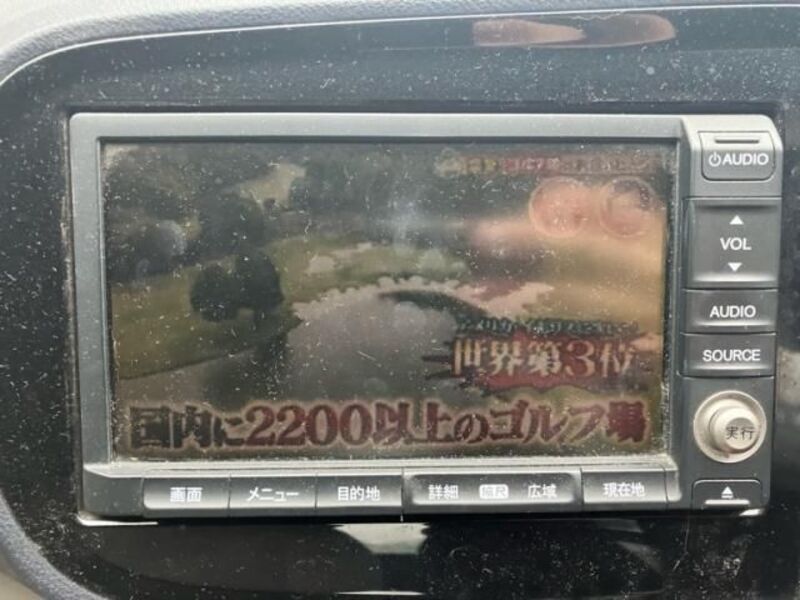 AUDIO
VOL
AUDIO
SOURCE
実行
世界第3位
国内に2200以上のゴルフ場
画面
メニュー
目的地
詳細
縮尺
広域
現在地